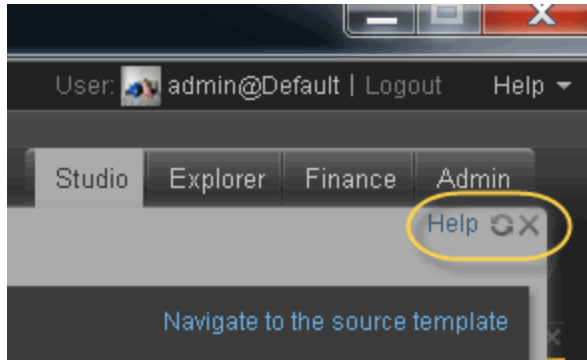 User: admin@Default | Logout Help
Studio Explorer Finance Admin
Help
Navigate to the source template